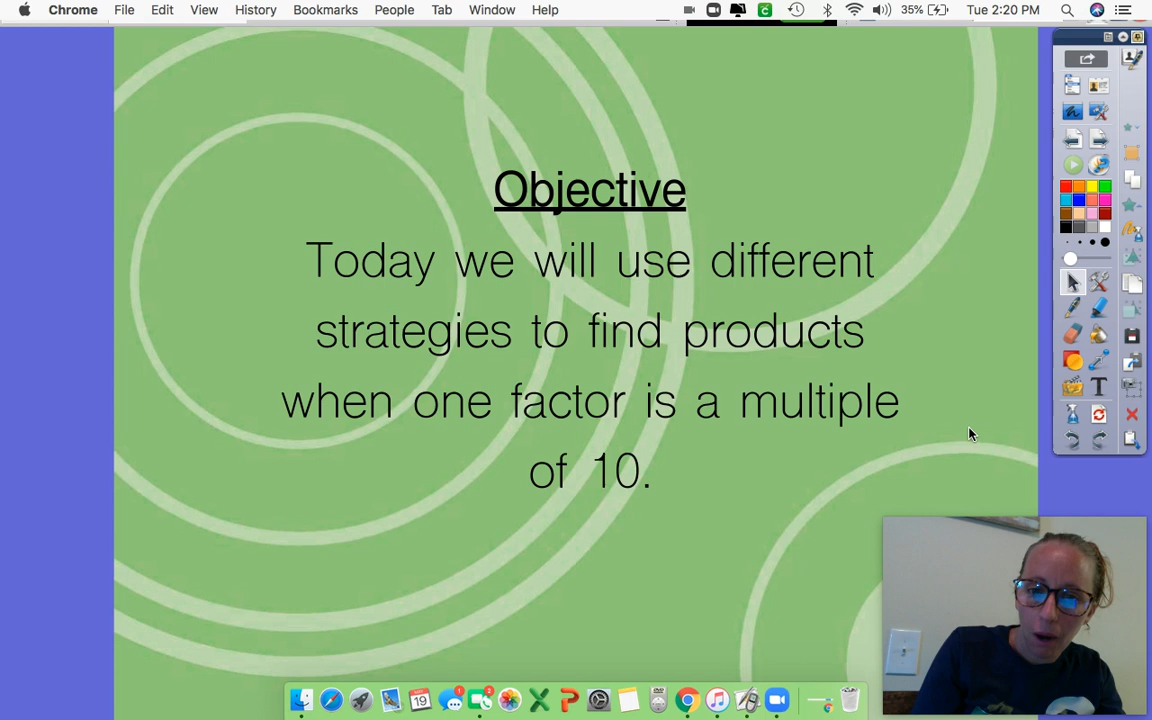 Chrome File Edit View History Bookmarks People Tab Window Help 35% Tue 2:20 PM
Objective
Today we will use different
strategies to find products
when one factor is a multiple
of 10.
T
19